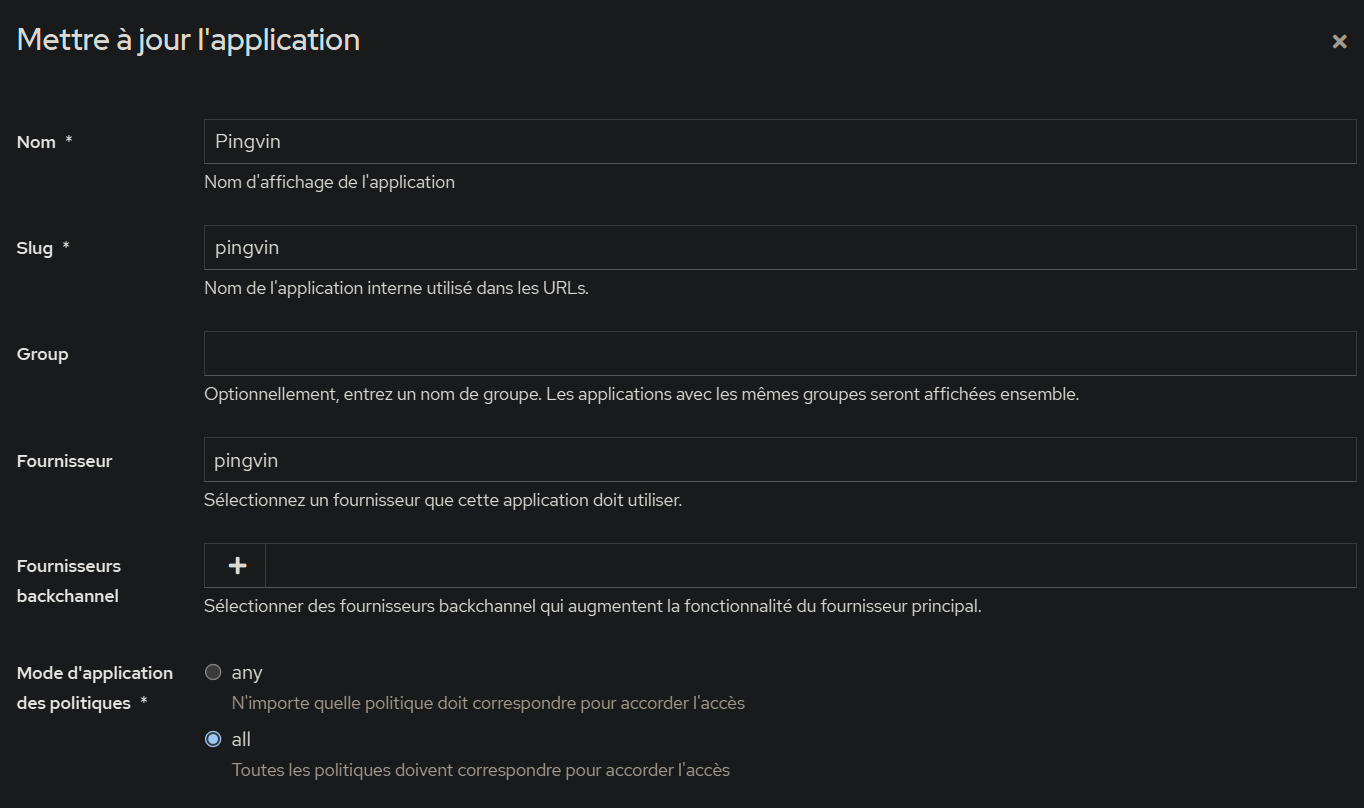 Mettre à jour l'application
Nom *
Pingvin
Nom d'affichage de l'application
Slug *
pingvin
Nom de l'application interne utilisé dans les URLs.
Group
Optionnellement, entrez un nom de groupe. Les applications avec les mêmes groupes seront affichées ensemble.
Fournisseur
pingvin
Sélectionnez un fournisseur que cette application doit utiliser.
Fournisseurs
backchannel
Sélectionner des fournisseurs backchannel qui augmentent la fonctionnalité du fournisseur principal.
Mode d'application
des politiques *
any
N'importe quelle politique doit correspondre pour accorder l'accès
all
Toutes les politiques doivent correspondre pour accorder l'accès